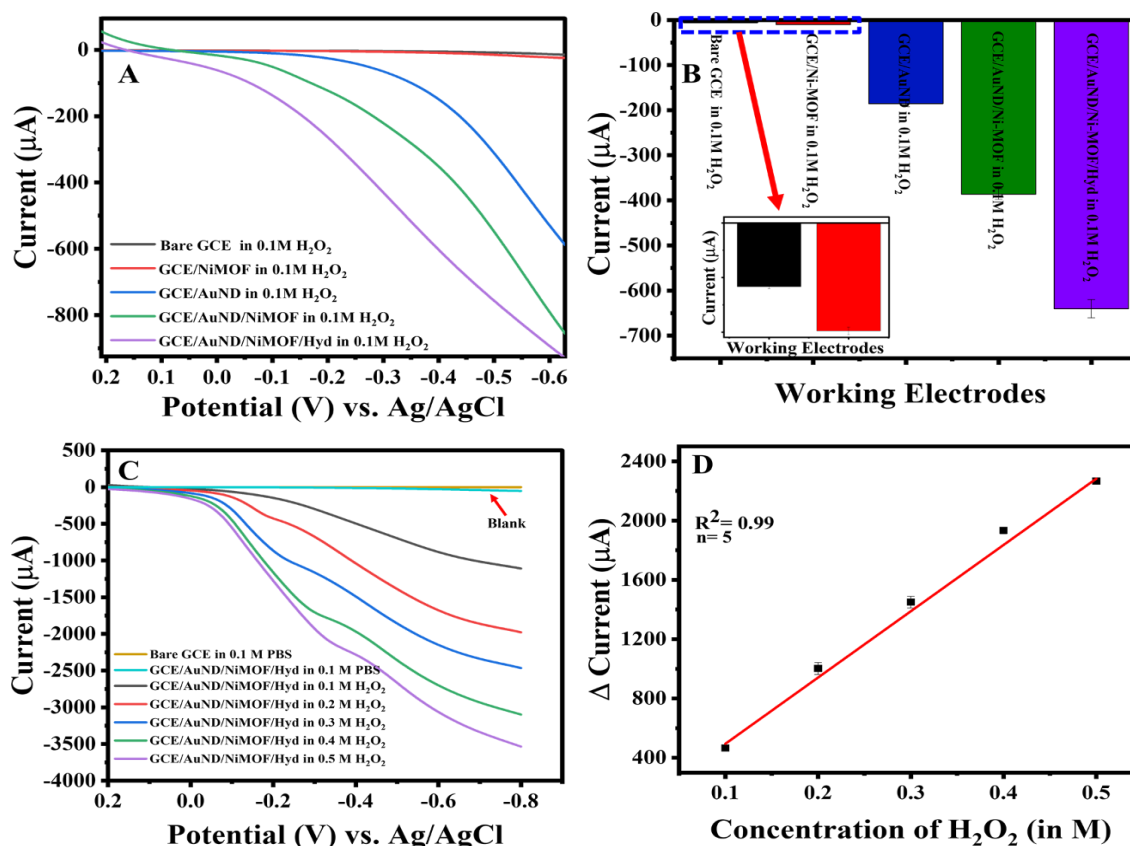 A
Current (µA)
0
-200
-400
-600
-800
Bare GCE in 0.1M H₂O₂
GCE/NiMOF in 0.1M H₂O₂
GCE/AuND in 0.1M H₂O₂
GCE/AuND/NiMOF in 0.1M H₂O₂
GCE/AuND/NiMOF/Hyd in 0.1M H₂O₂
0.2 0.1 0.0 -0.1 -0.2 -0.3 -0.4 -0.5 -0.6
Potential (V) vs. Ag/AgCl
B
Current (µA)
0
-100
-200
-300
-400
-500
-600
-700
Bare GCE in 0.1M H₂O₂
GCE/Ni-MOF in 0.1M H₂O₂
GCE/AuND in 0.1M H₂O₂
GCE/AuND/Ni-MOF in 0.1M H₂O₂
GCE/AuND/Ni-MOF/Hyd in 0.1M H₂O₂
Current (µA)
Working Electrodes
Working Electrodes
C
Current (µA)
500
0
-500
-1000
-1500
-2000
-2500
-3000
-3500
-4000
Blank
Bare GCE in 0.1 M PBS
GCE/AuND/NiMOF/Hyd in 0.1 M PBS
GCE/AuND/NiMOF/Hyd in 0.1 M H₂O₂
GCE/AuND/NiMOF/Hyd in 0.2 M H₂O₂
GCE/AuND/NiMOF/Hyd in 0.3 M H₂O₂
GCE/AuND/NiMOF/Hyd in 0.4 M H₂O₂
GCE/AuND/NiMOF/Hyd in 0.5 M H₂O₂
0.2 0.0 -0.2 -0.4 -0.6 -0.8
Potential (V) vs. Ag/AgCl
D
Δ Current (µA)
2400
2000
1600
1200
800
400
R²= 0.99
n= 5
0.1 0.2 0.3 0.4 0.5
Concentration of H₂O₂ (in M)